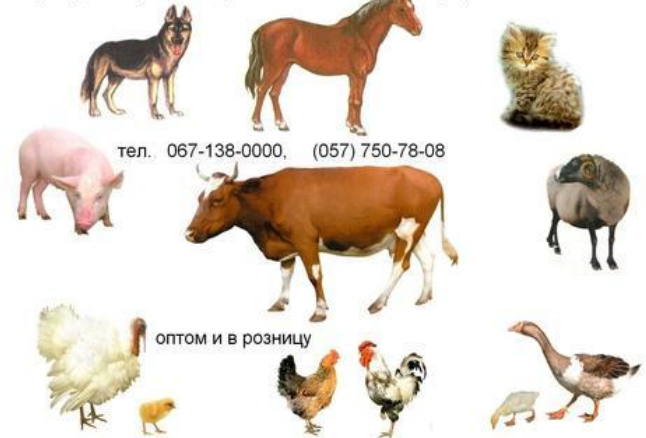 тел. 067-138-0000, (057) 750-78-08
оптом и в розницу